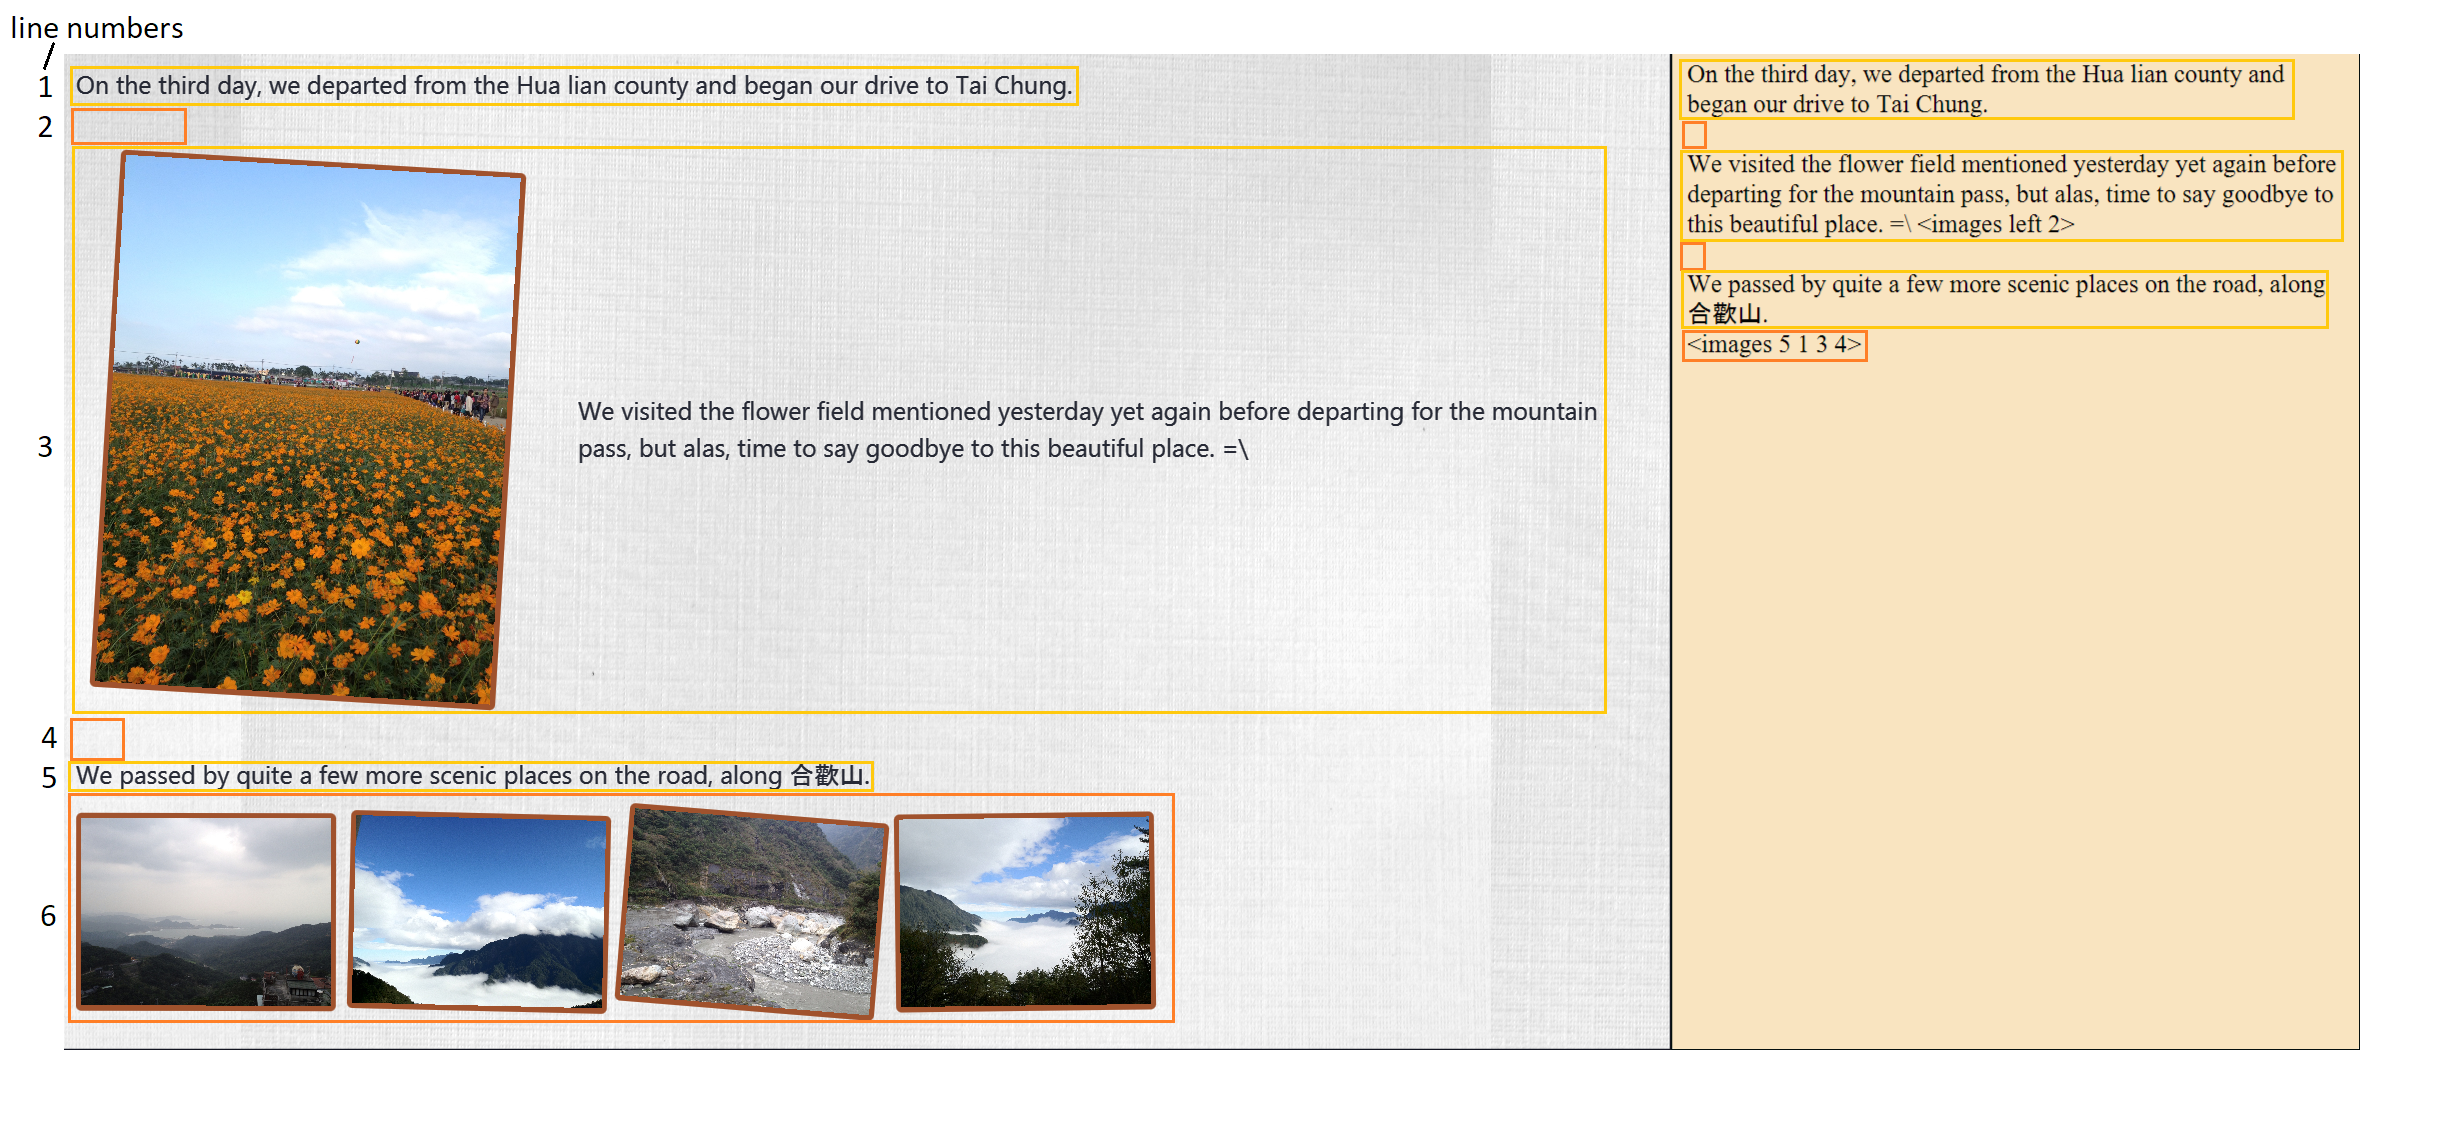 line numbers
1
On the third day, we departed from the Hua lian county and began our drive to Tai Chung.
2
3
We visited the flower field mentioned yesterday yet again before departing for the mountain
pass, but alas, time to say goodbye to this beautiful place. =\
4
5
We passed by quite a few more scenic places on the road, along 合歡山.
6
On the third day, we departed from the Hua lian county and
began our drive to Tai Chung.
We visited the flower field mentioned yesterday yet again before
departing for the mountain pass, but alas, time to say goodbye to
this beautiful place. =\ <images left 2>
We passed by quite a few more scenic places on the road, along
合歡山.
<images 5 1 3 4>